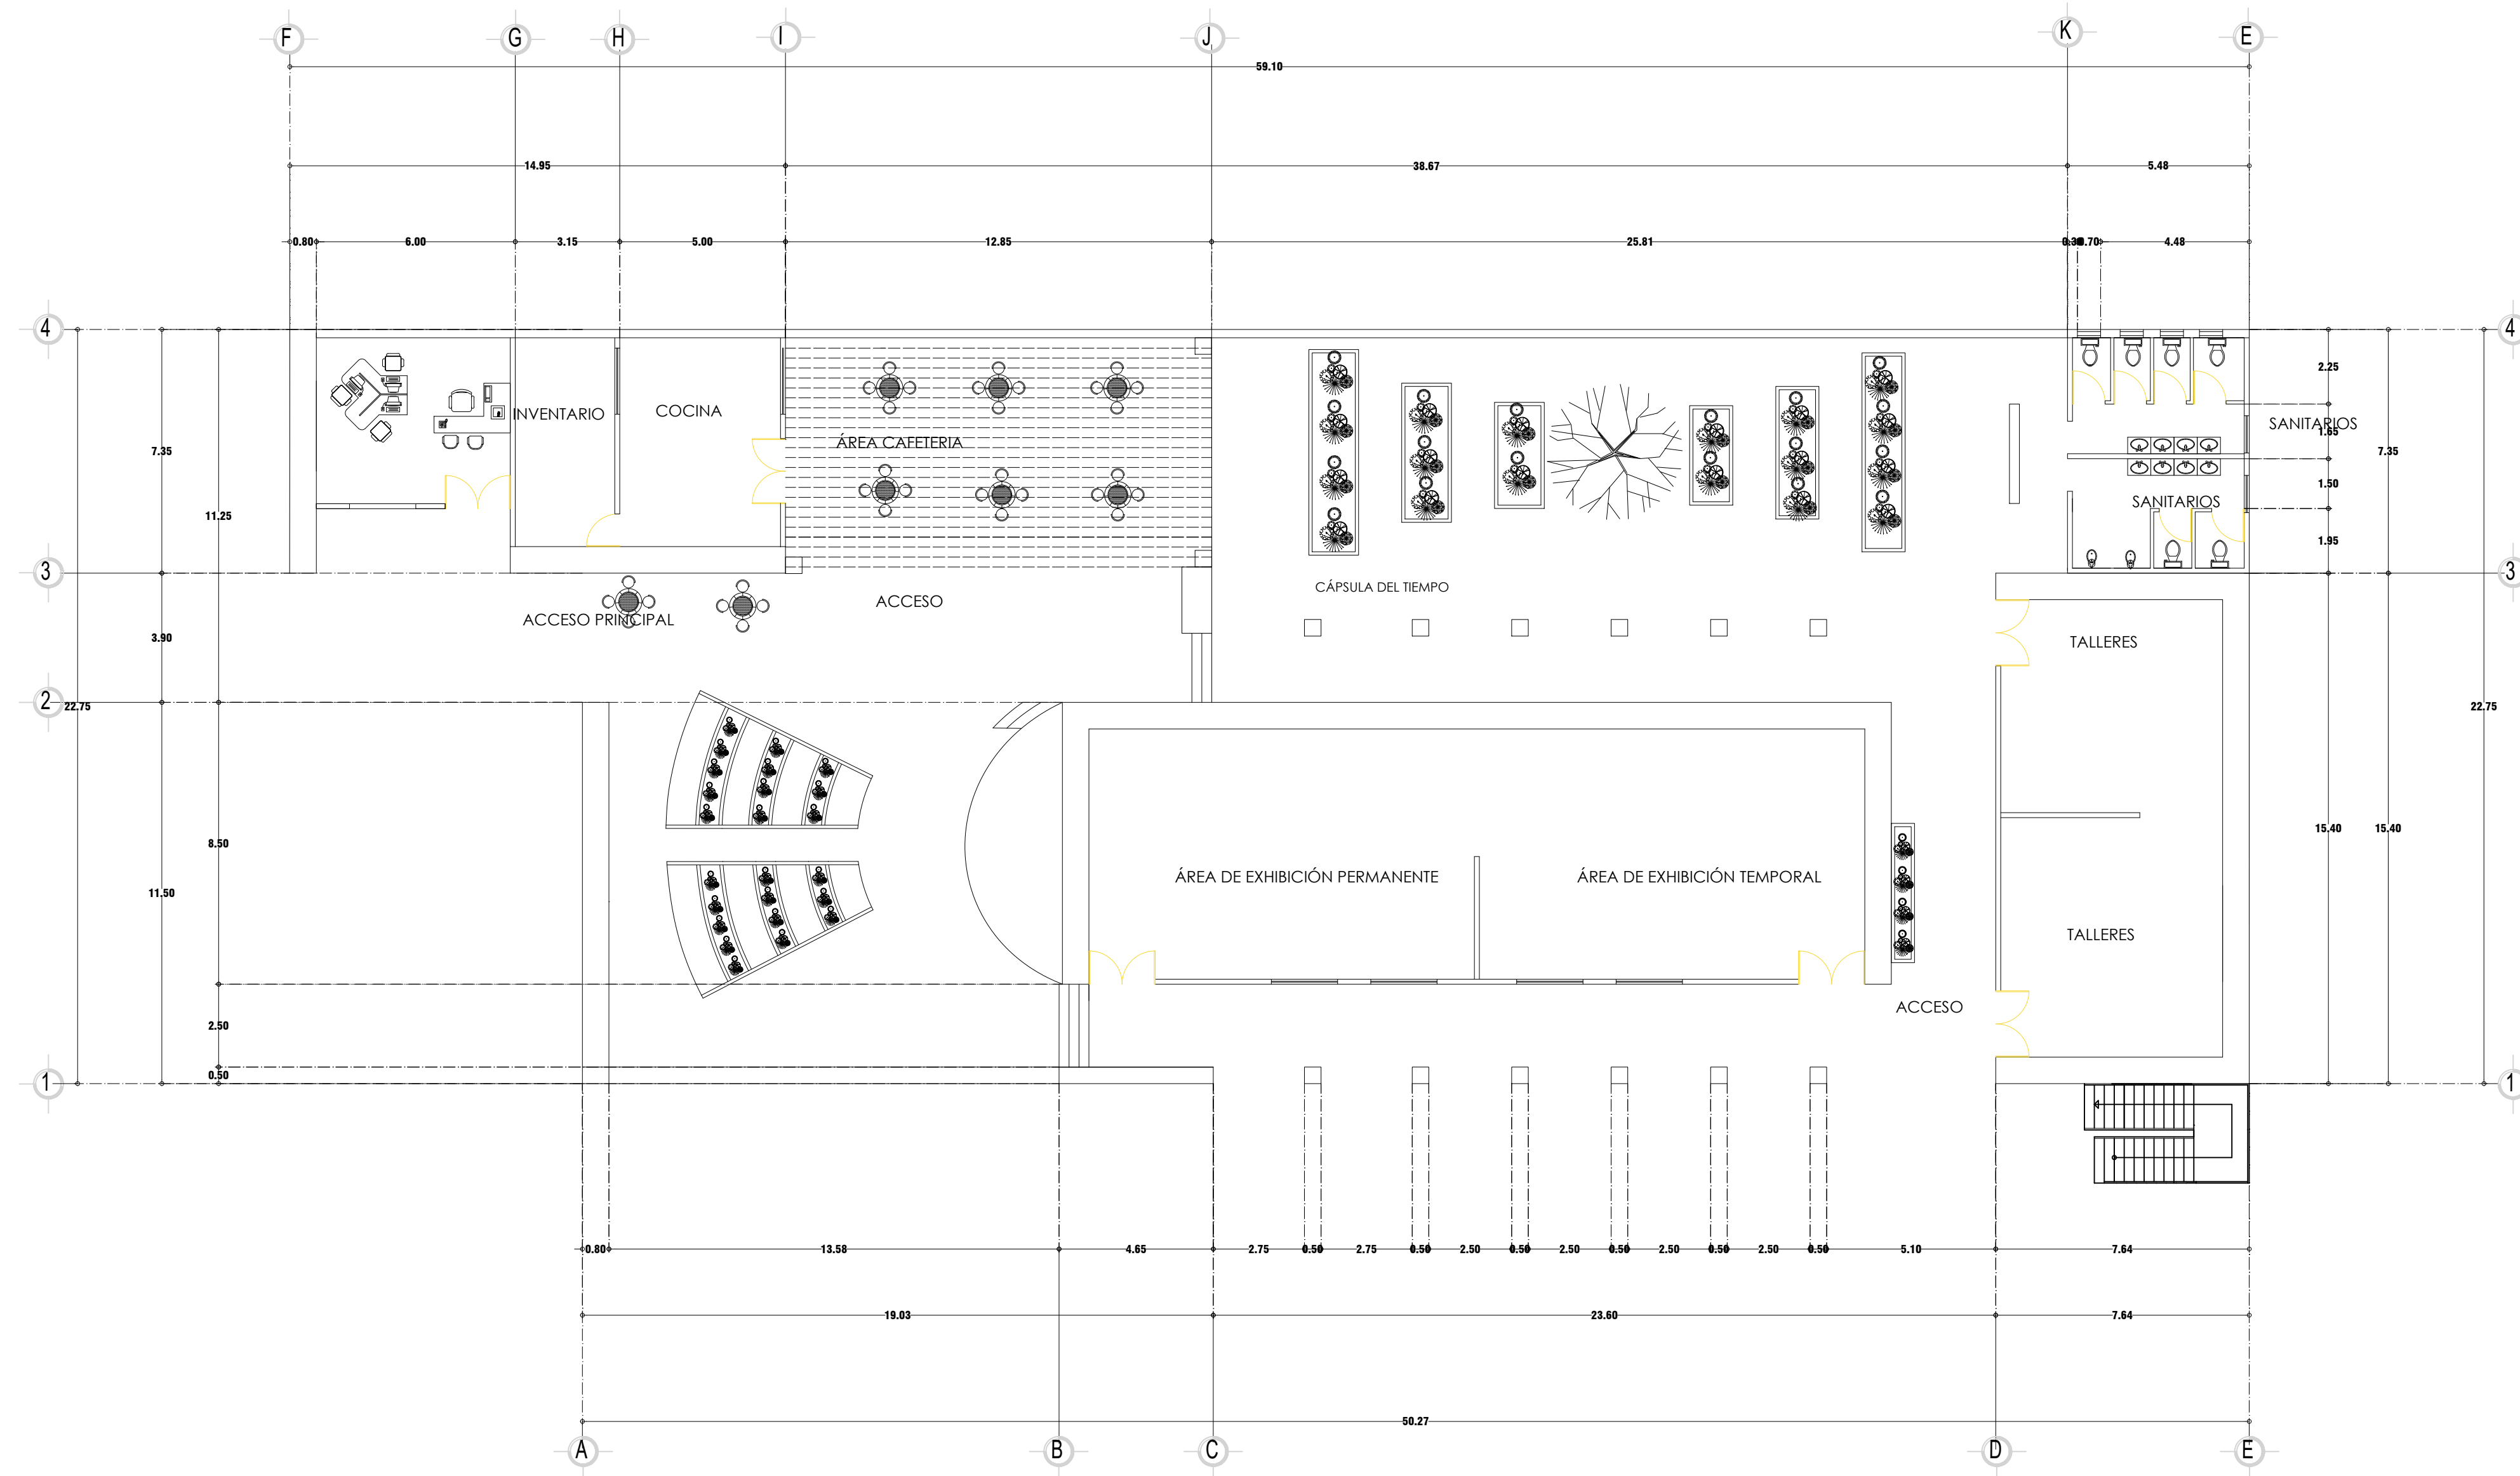 F G H I J K E
59.10
14.95 38.67 5.48
0.80 6.00 3.15 5.00 12.85 25.81 0.30 0.70 4.48
4 4
2.25
INVENTARIO COCINA
ÁREA CAFETERIA SANITARIOS
1.65
7.35 7.35
1.50
SANITARIOS
11.25
1.95
3 3
CÁPSULA DEL TIEMPO
ACCESO
ACCESO PRINCIPAL
3.90 TALLERES
2
22.75 22.75
15.40 15.40
8.50
ÁREA DE EXHIBICIÓN PERMANENTE ÁREA DE EXHIBICIÓN TEMPORAL
11.50
TALLERES
ACCESO
2.50
0.50
1 1
0.80 13.58 4.65 2.75 0.50 2.75 0.50 2.50 0.50 2.50 0.50 2.50 0.50 2.50 0.50 5.10 7.64
19.03 23.60 7.64
50.27
A B C D E